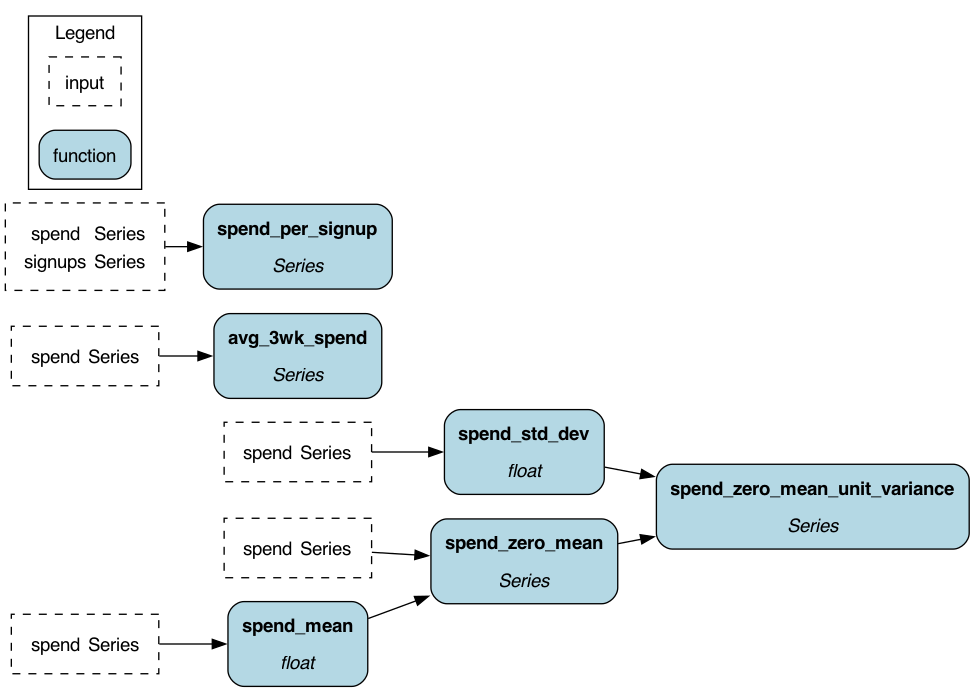 Legend
input
function
spend Series
signups Series
spend_per_signup
Series
spend Series
avg_3wk_spend
Series
spend Series
spend_std_dev
float
spend_zero_mean_unit_variance
Series
spend Series
spend_zero_mean
Series
spend Series
spend_mean
float